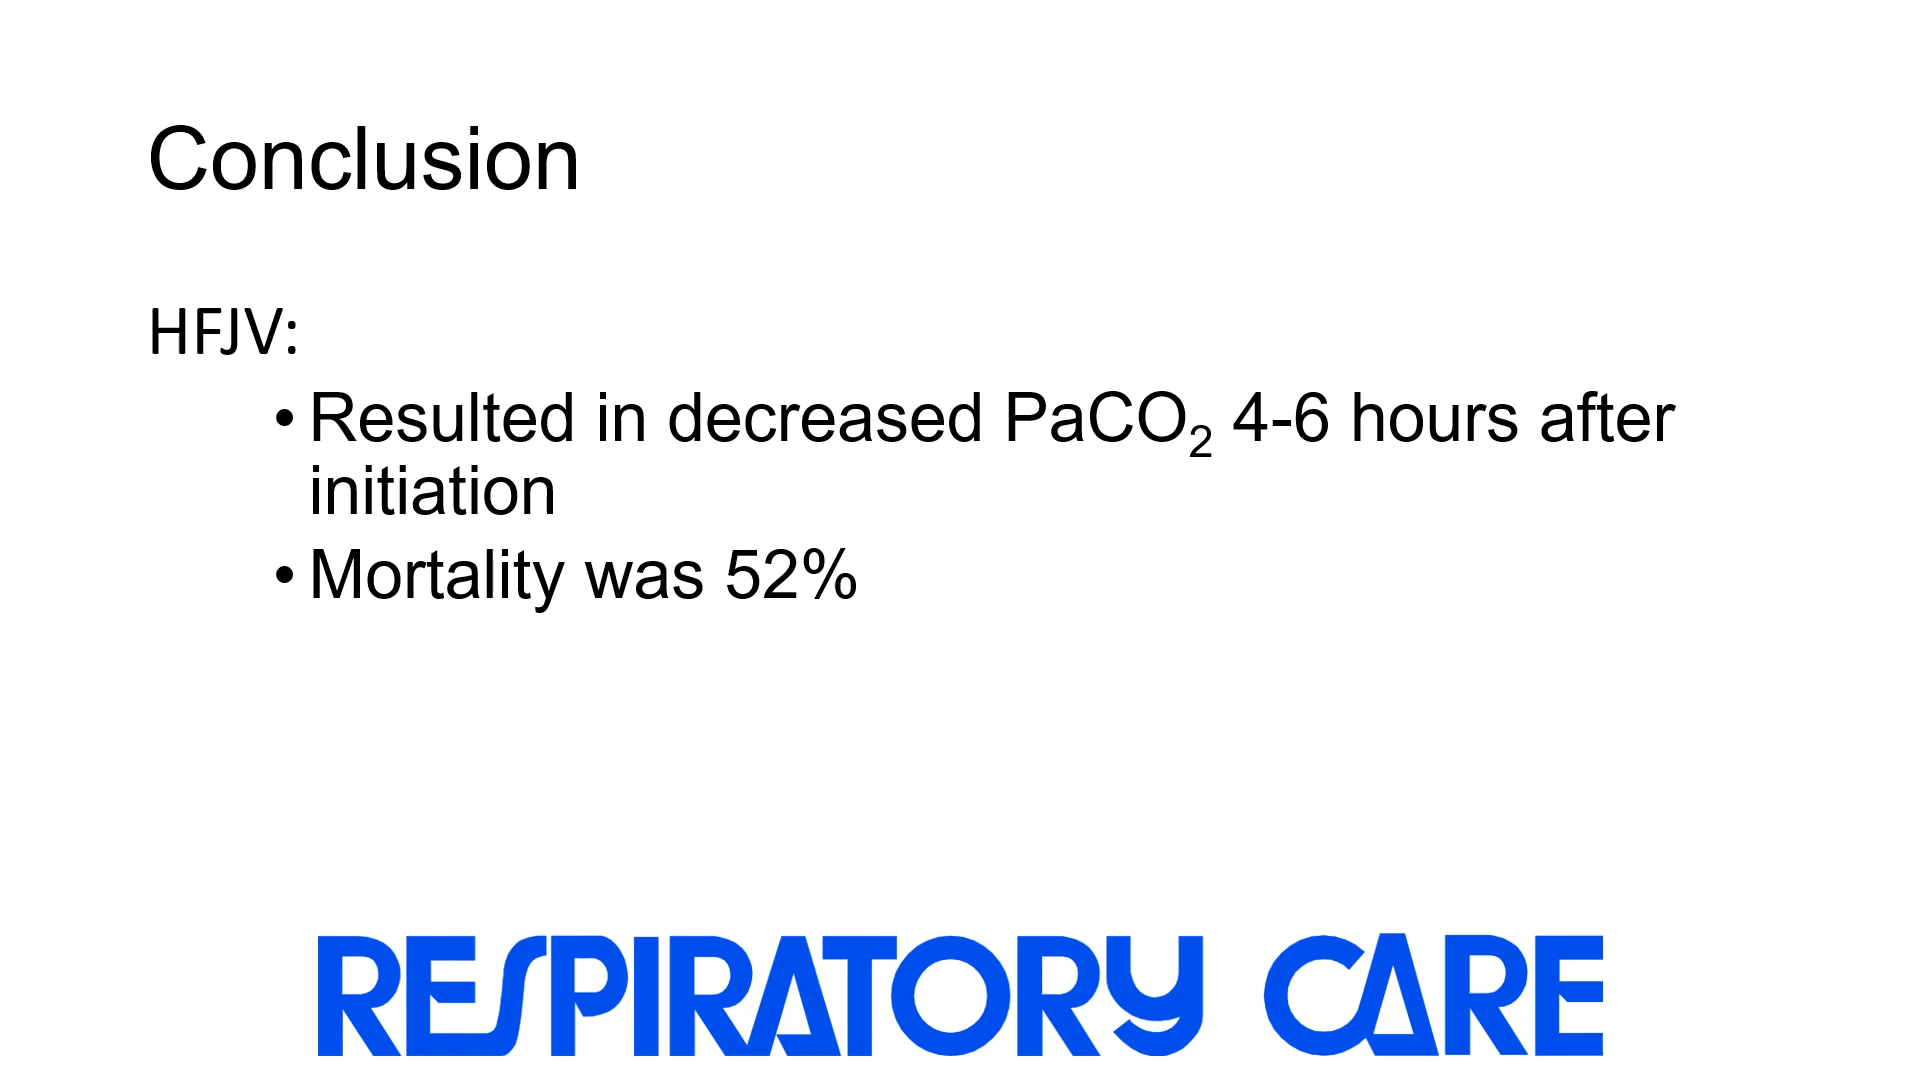 Conclusion
HFJV:
• Resulted in decreased PaCO₂ 4-6 hours after
initiation
• Mortality was 52%
RESPIRATORY CARE